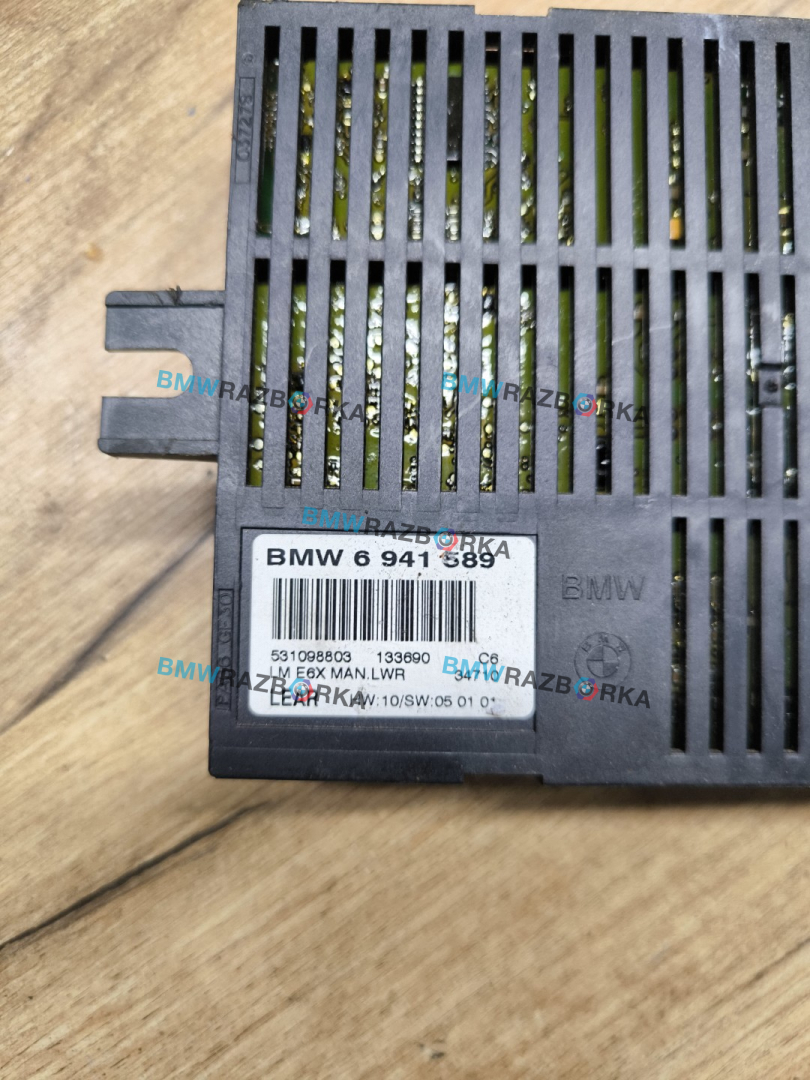 BMWRAZBORKA
BMWRAZBORKA
BMWRAZBORKA
BMW 6 941 589
BMW
531098803 133690 C6
LM E6X MAN.LWR 34710
LEAR HW:10/SW:05 01 01
BMWRAZBORKA
BMWRAZBORKA